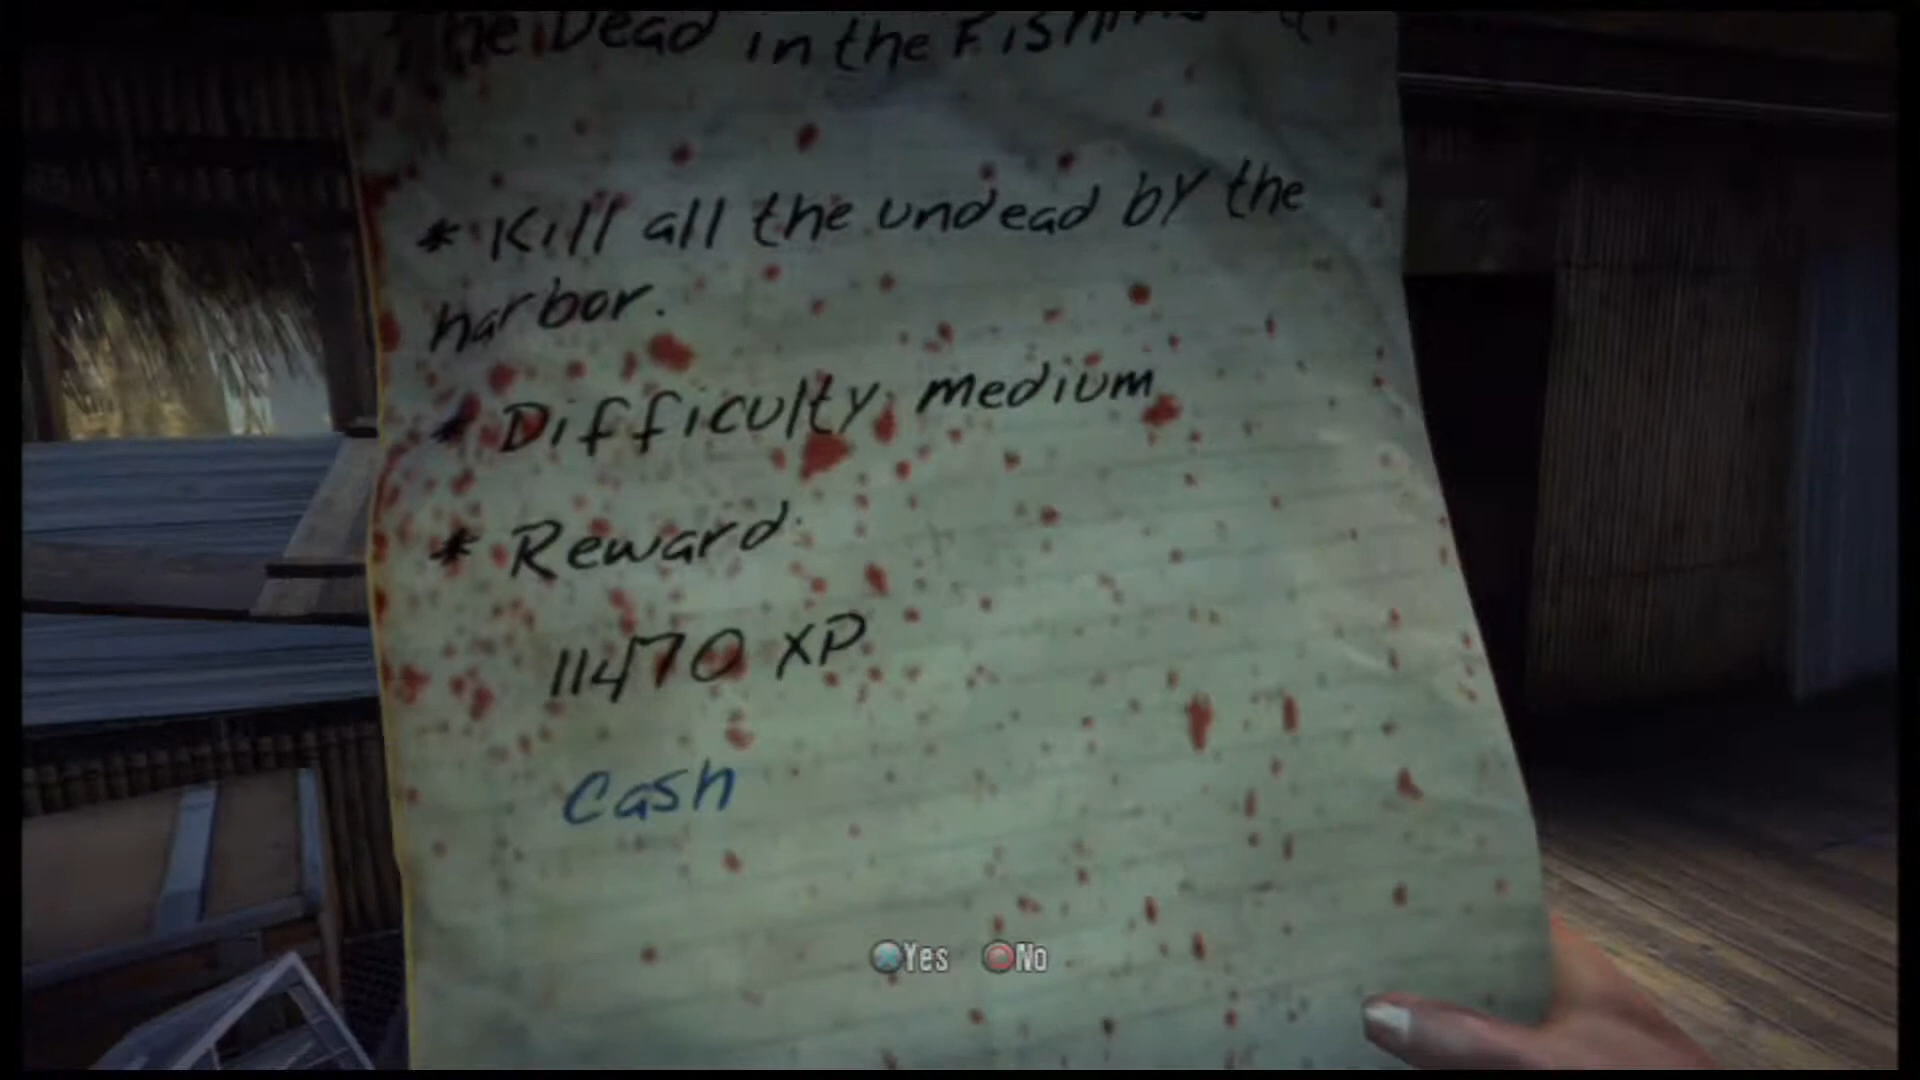 The Dead in the Fishing
* Kill all the undead by the
harbor.
* Difficulty: medium
* Reward:
11470 XP
Cash
Yes No